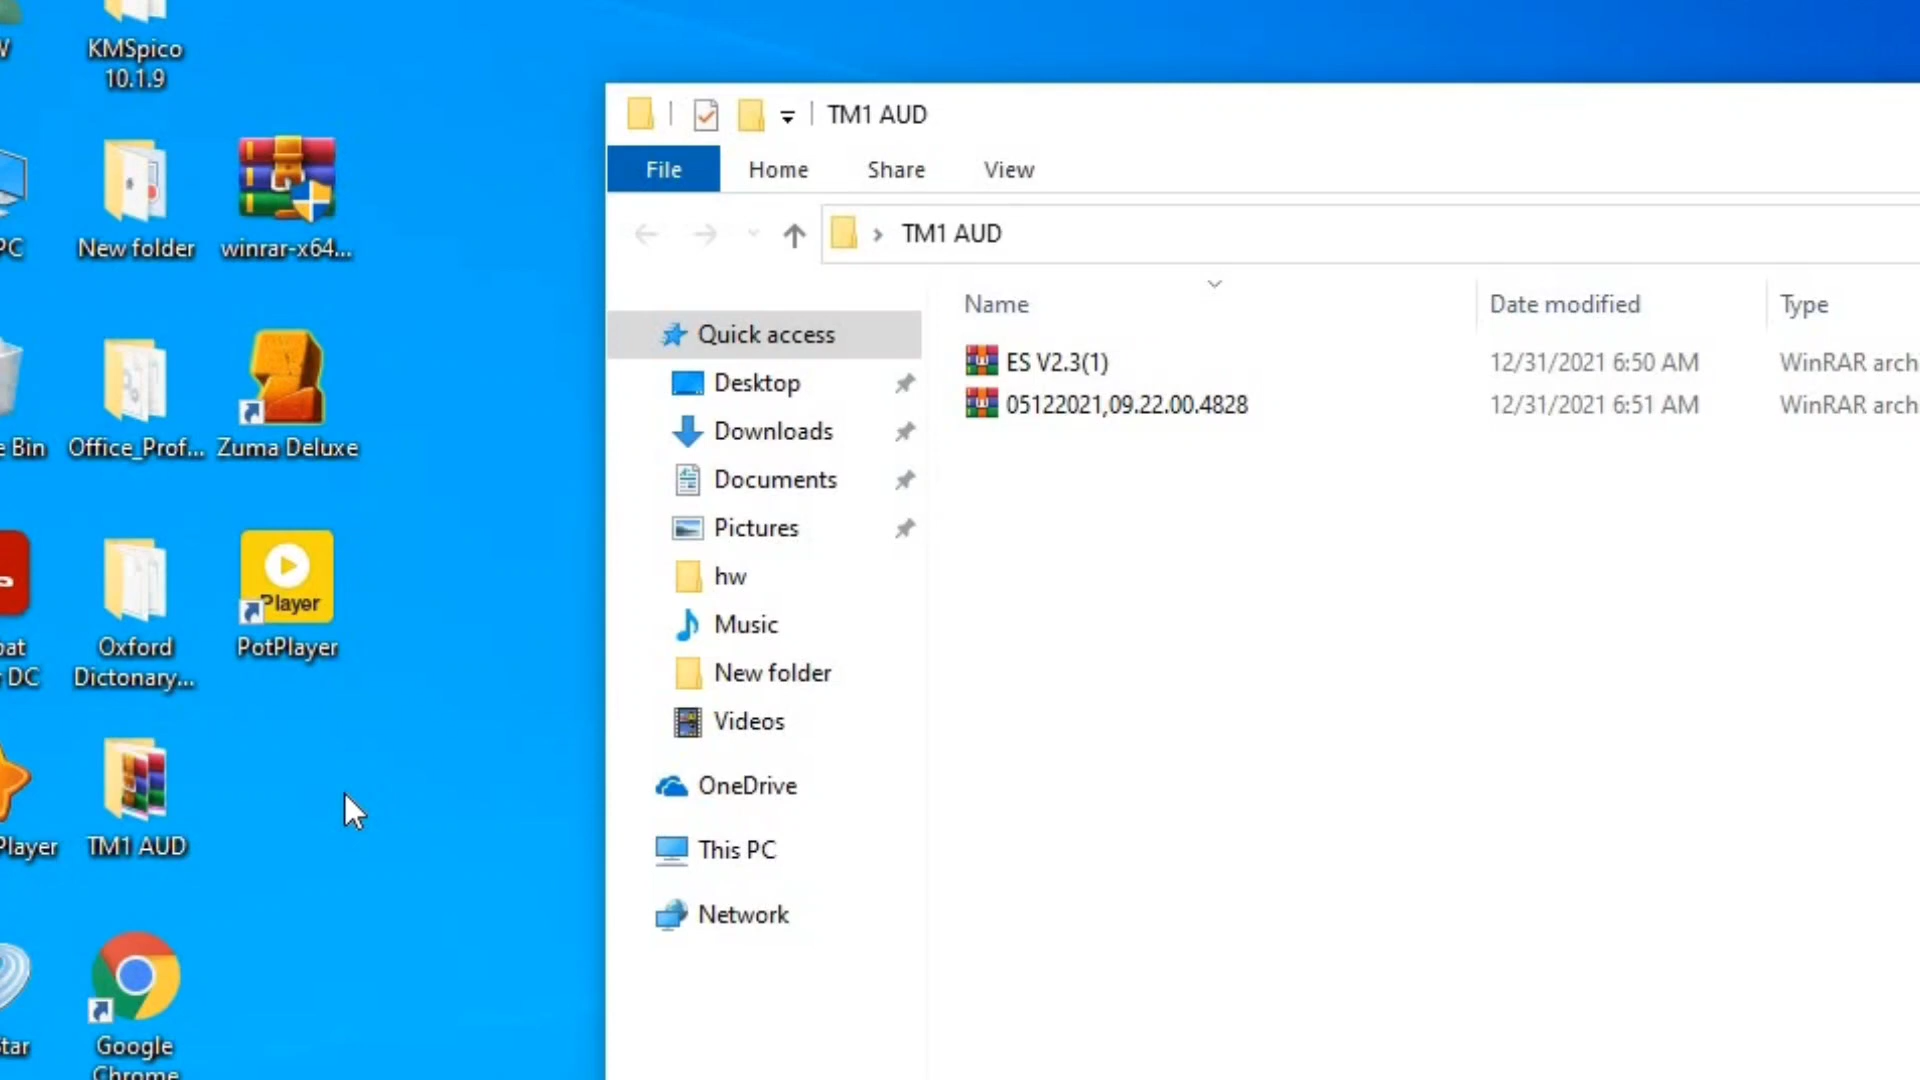 W
KMSpico
10.1.9
PC
New folder
winrar-x64...
e Bin
Office_Prof...
Zuma Deluxe
bat
DC
Oxford
Dictonary...
Player
PotPlayer
Player
TM1 AUD
tar
Google
Chrome
TM1 AUD
File Home Share View
TM1 AUD
Name Date modified Type
ES V2.3(1) 12/31/2021 6:50 AM WinRAR arch
05122021,09.22.00.4828 12/31/2021 6:51 AM WinRAR arch
Quick access
Desktop
Downloads
Documents
Pictures
hw
Music
New folder
Videos
OneDrive
This PC
Network